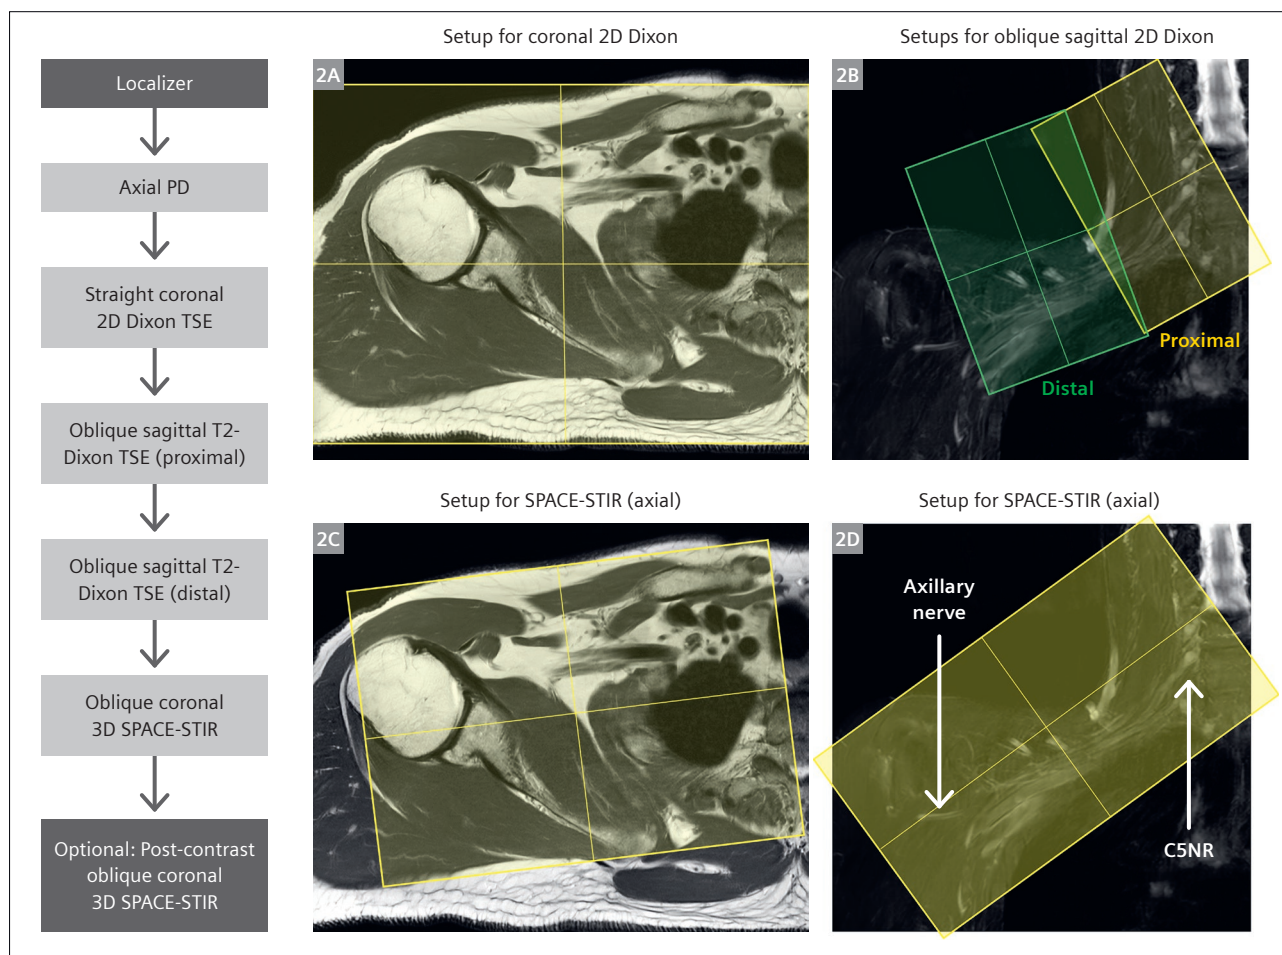 Localizer
Axial PD
Straight coronal
2D Dixon TSE
Oblique sagittal T2-
Dixon TSE (proximal)
Oblique sagittal T2-
Dixon TSE (distal)
Oblique coronal
3D SPACE-STIR
Optional: Post-contrast
oblique coronal
3D SPACE-STIR
Setup for coronal 2D Dixon
2A
Setups for oblique sagittal 2D Dixon
2B
Proximal
Distal
Setup for SPACE-STIR (axial)
2C
Setup for SPACE-STIR (axial)
2D
Axillary
nerve
C5NR